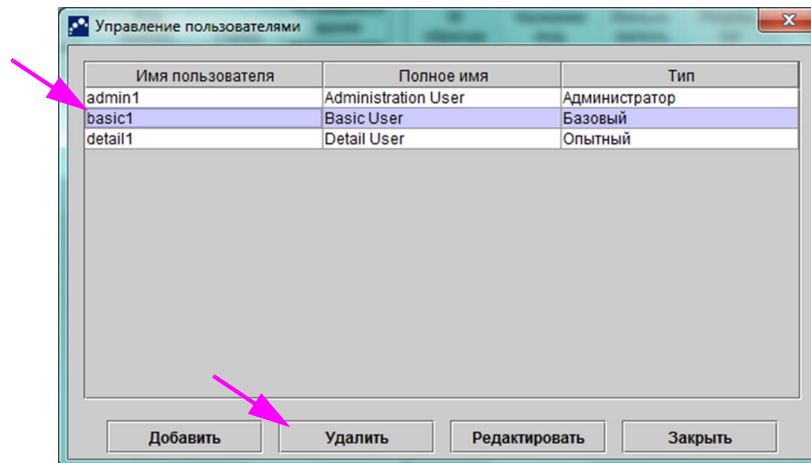 Управление пользователями
Имя пользователя Полное имя Тип
admin1 Administration User Администратор
basic1 Basic User Базовый
detail1 Detail User Опытный
Добавить Удалить Редактировать Закрыть